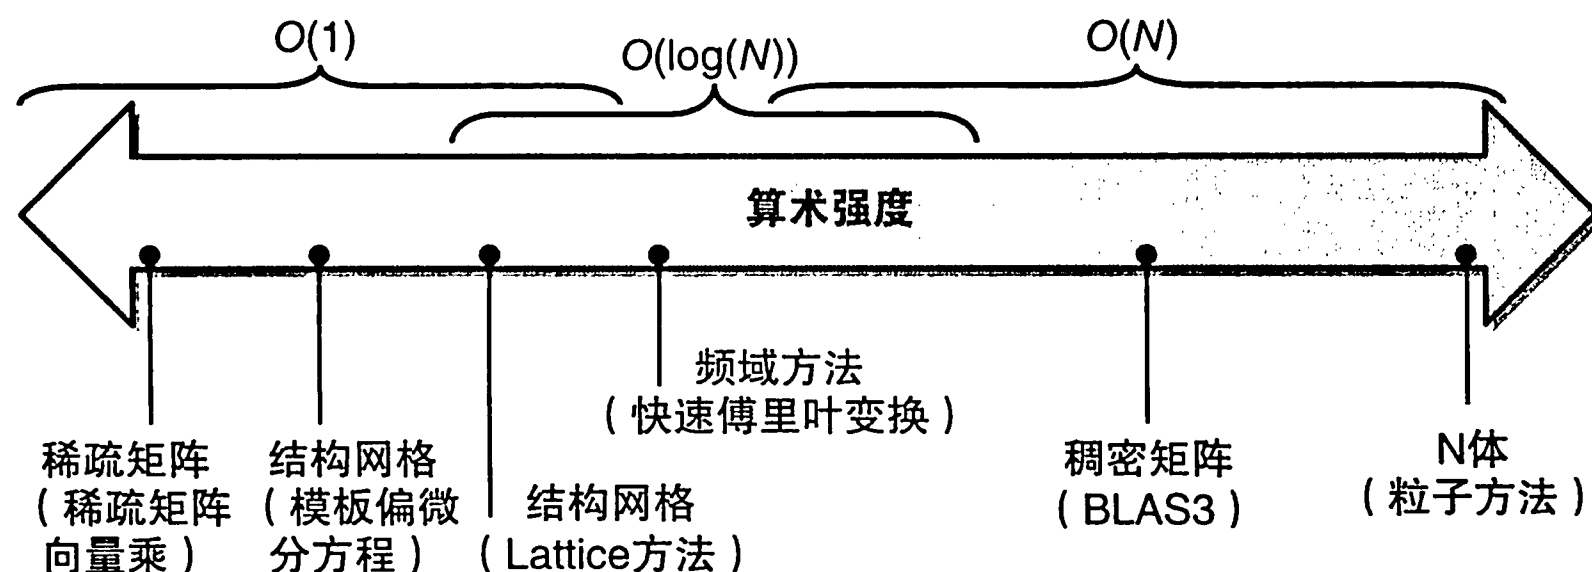 O(1)
O(log(N))
O(N)
算术强度
稀疏矩阵
（稀疏矩阵
向量乘）
结构网格
（模板偏微
分方程）
结构网格
（Lattice方法）
频域方法
（快速傅里叶变换）
稠密矩阵
（BLAS3）
N体
（粒子方法）